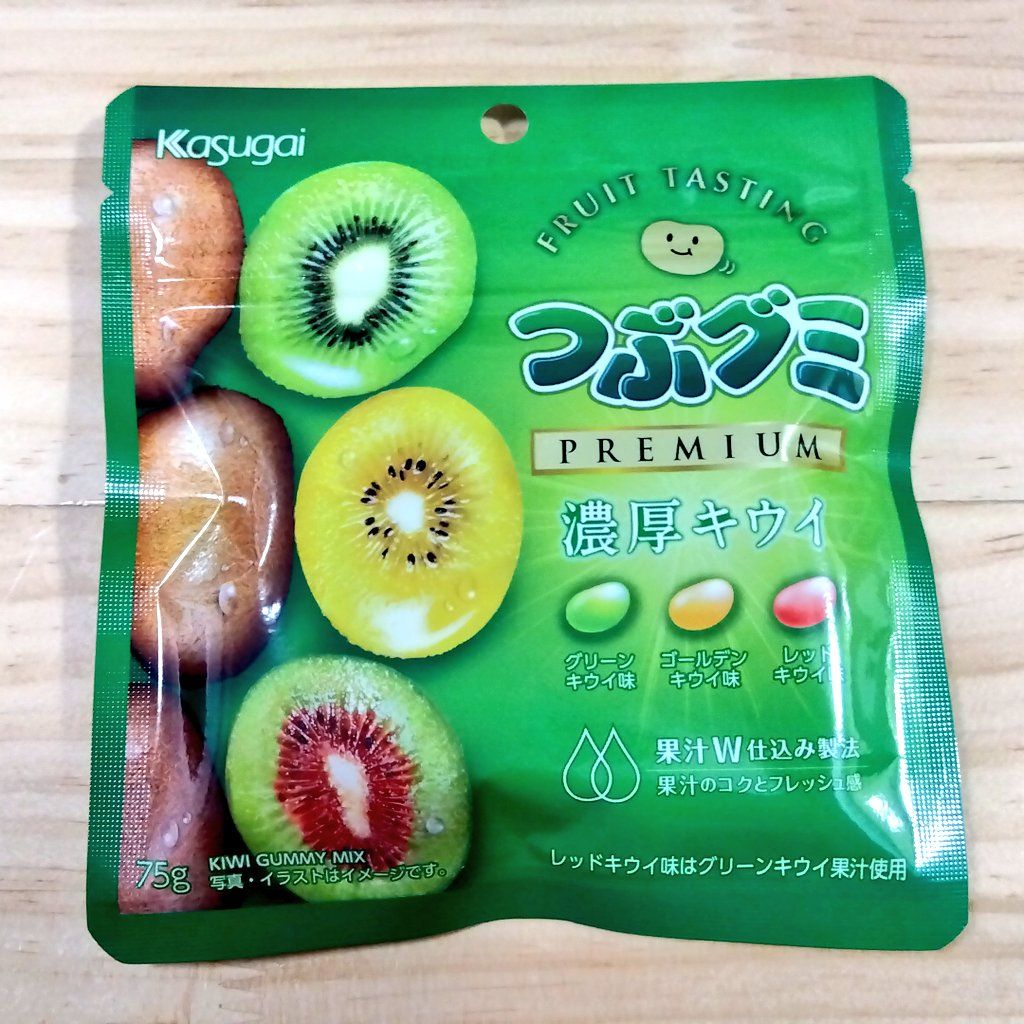 Kasugai
FRUIT TASTING
つぶグミ
PREMIUM
濃厚キウイ
グリーン
キウイ味
ゴールデン
キウイ味
レッド
キウイ味
果汁W仕込み製法
果汁のコクとフレッシュ感
レッドキウイ味はグリーンキウイ果汁使用
75g
KIWI GUMMY MIX
写真・イラストはイメージです。